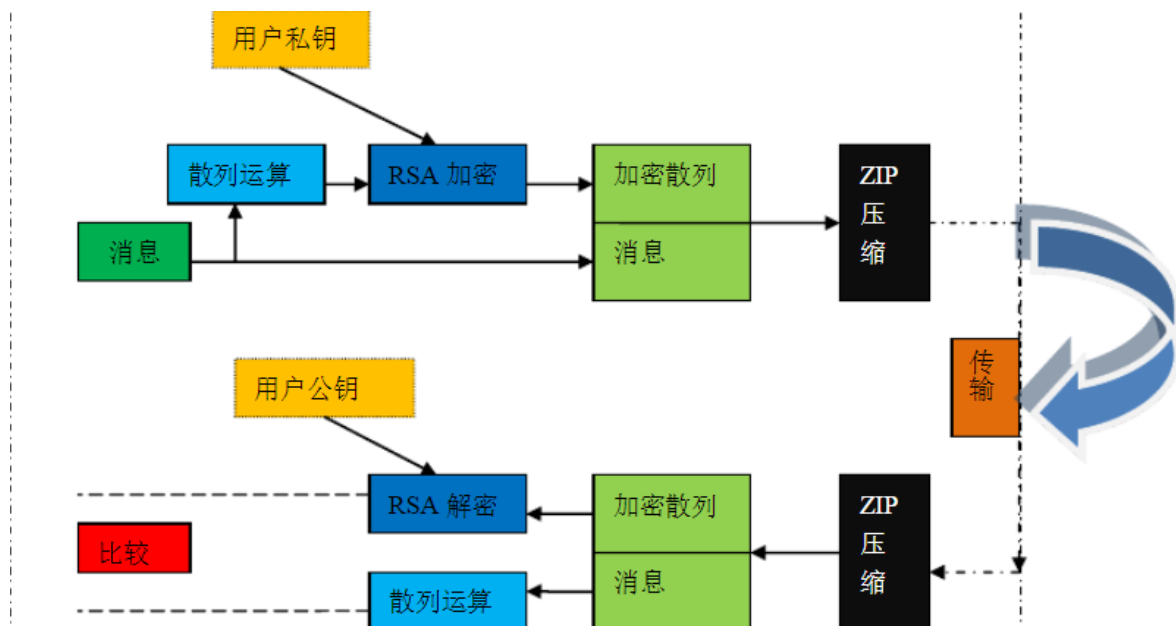 用户私钥
散列运算
RSA 加密
加密散列
ZIP
压
缩
消息
消息
用户公钥
传
输
RSA 解密
加密散列
ZIP
压
缩
比较
散列运算
消息